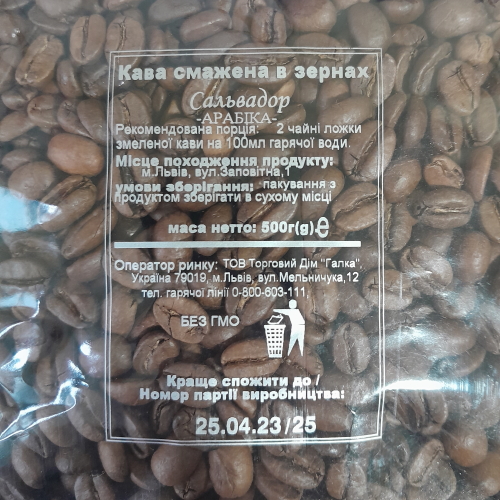 Кава смажена в зернах
Сальвадор
-АРАБІКА-
Рекомендована порція: 2 чайні ложки
змеленої кави на 100мл гарячої води.
Місце походження продукту:
м.Львів, вул.Заповітна,1
умови зберігання: пакування з
продуктом зберігати в сухому місці
маса нетто: 500г(g).℮
Оператор ринку: ТОВ Торговий Дім "Галка",
Україна 79019, м.Львів, вул.Мельничука,12
тел. гарячої лінії 0-800-603-111,
БЕЗ ГМО
Краще спожити до /
Номер партії виробництва:
25.04.23/25